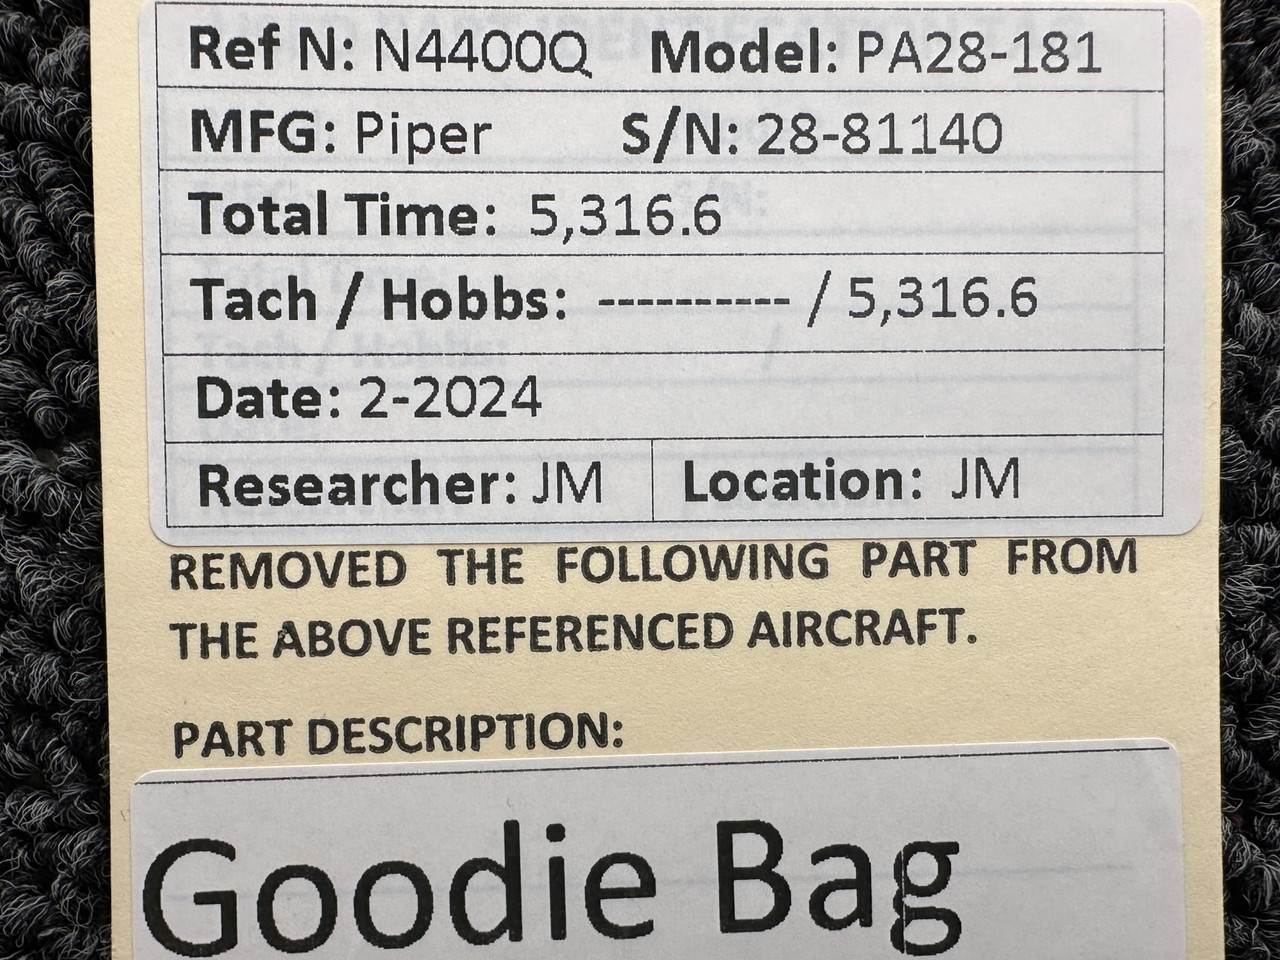 Ref N: N4400Q Model: PA28-181
MFG: Piper S/N: 28-81140
Total Time: 5,316.6
Tach / Hobbs: ---------- / 5,316.6
Date: 2-2024
Researcher: JM Location: JM
REMOVED THE FOLLOWING PART FROM
THE ABOVE REFERENCED AIRCRAFT.
PART DESCRIPTION:
Goodie Bag